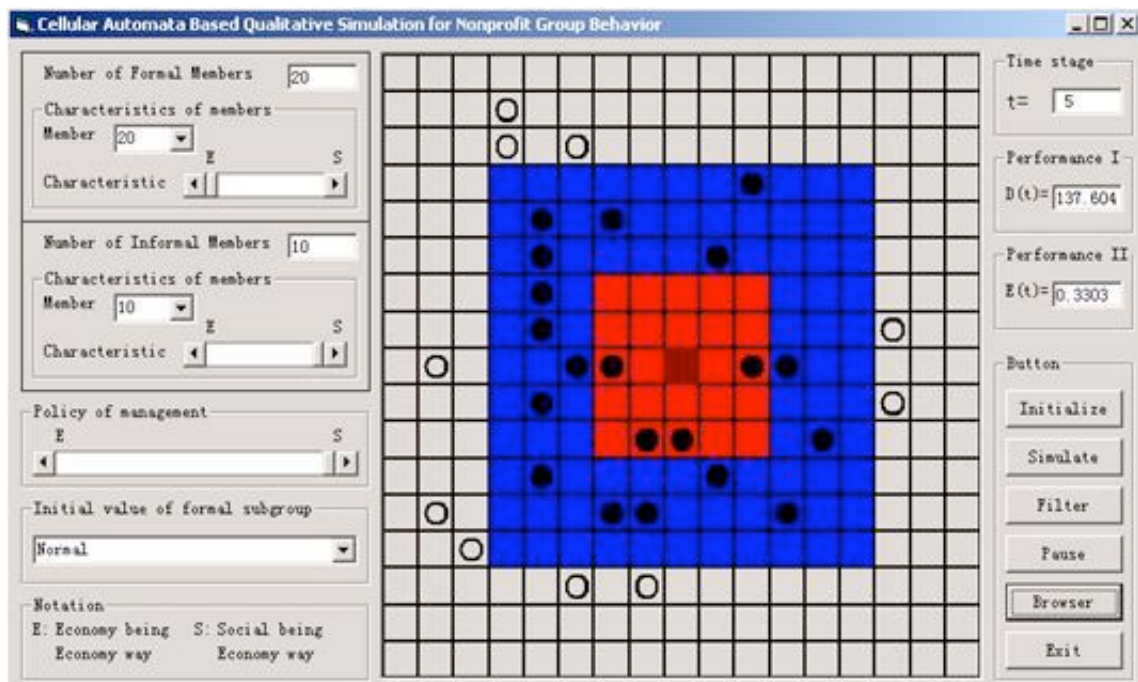 Cellular Automata Based Qualitative Simulation for Nonprofit Group Behavior
Number of Formal Members 20
Characteristics of members
Member 20
E S
Characteristic
Number of Informal Members 10
Characteristics of members
Member 10
E S
Characteristic
Policy of management
E S
Initial value of formal subgroup
Normal
Notation
E: Economy being S: Social being
Economy way Economy way
Time stage
t= 5
Performance I
D(t)= 137.604
Performance II
E(t)= 0.3303
Button
Initialize
Simulate
Filter
Pause
Browser
Exit